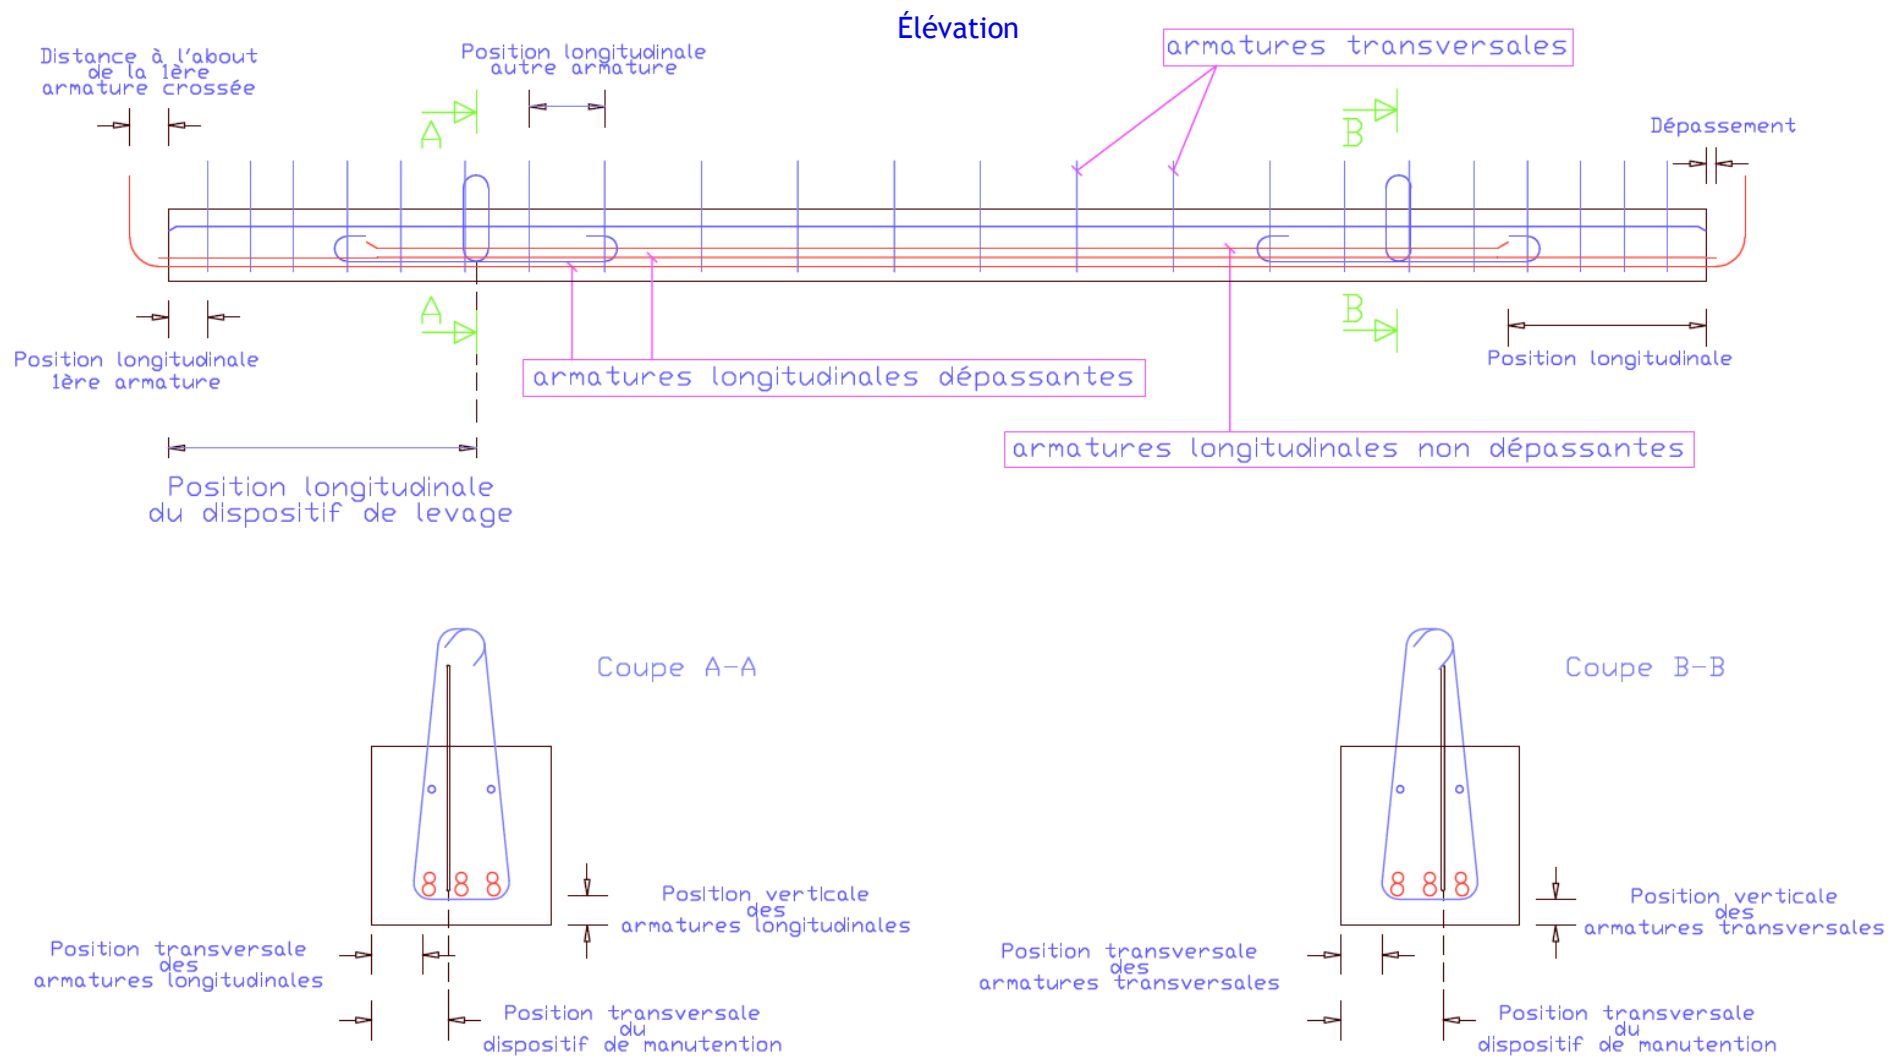 Élévation
Distance à l'about
de la 1ère
armature crossée
Position longitudinale
autre armature
armatures transversales
A
B
Dépassement
A
B
Position longitudinale
1ère armature
Position longitudinale
armatures longitudinales dépassantes
armatures longitudinales non dépassantes
Position longitudinale
du dispositif de levage
Coupe A-A
Coupe B-B
Position verticale
des
armatures longitudinales
Position verticale
des
armatures transversales
Position transversale
des
armatures longitudinales
Position transversale
des
armatures transversales
Position transversale
du
dispositif de manutention
Position transversale
du
dispositif de manutention